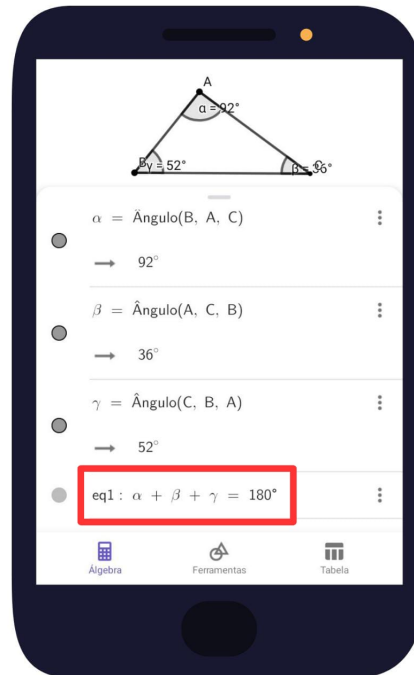 A
α = 92°
B
γ = 52°
C
β = 36°
α = Ângulo(B, A, C)
→ 92°
β = Ângulo(A, C, B)
→ 36°
γ = Ângulo(C, B, A)
→ 52°
eq1 : α + β + γ = 180°
Álgebra
Ferramentas
Tabela